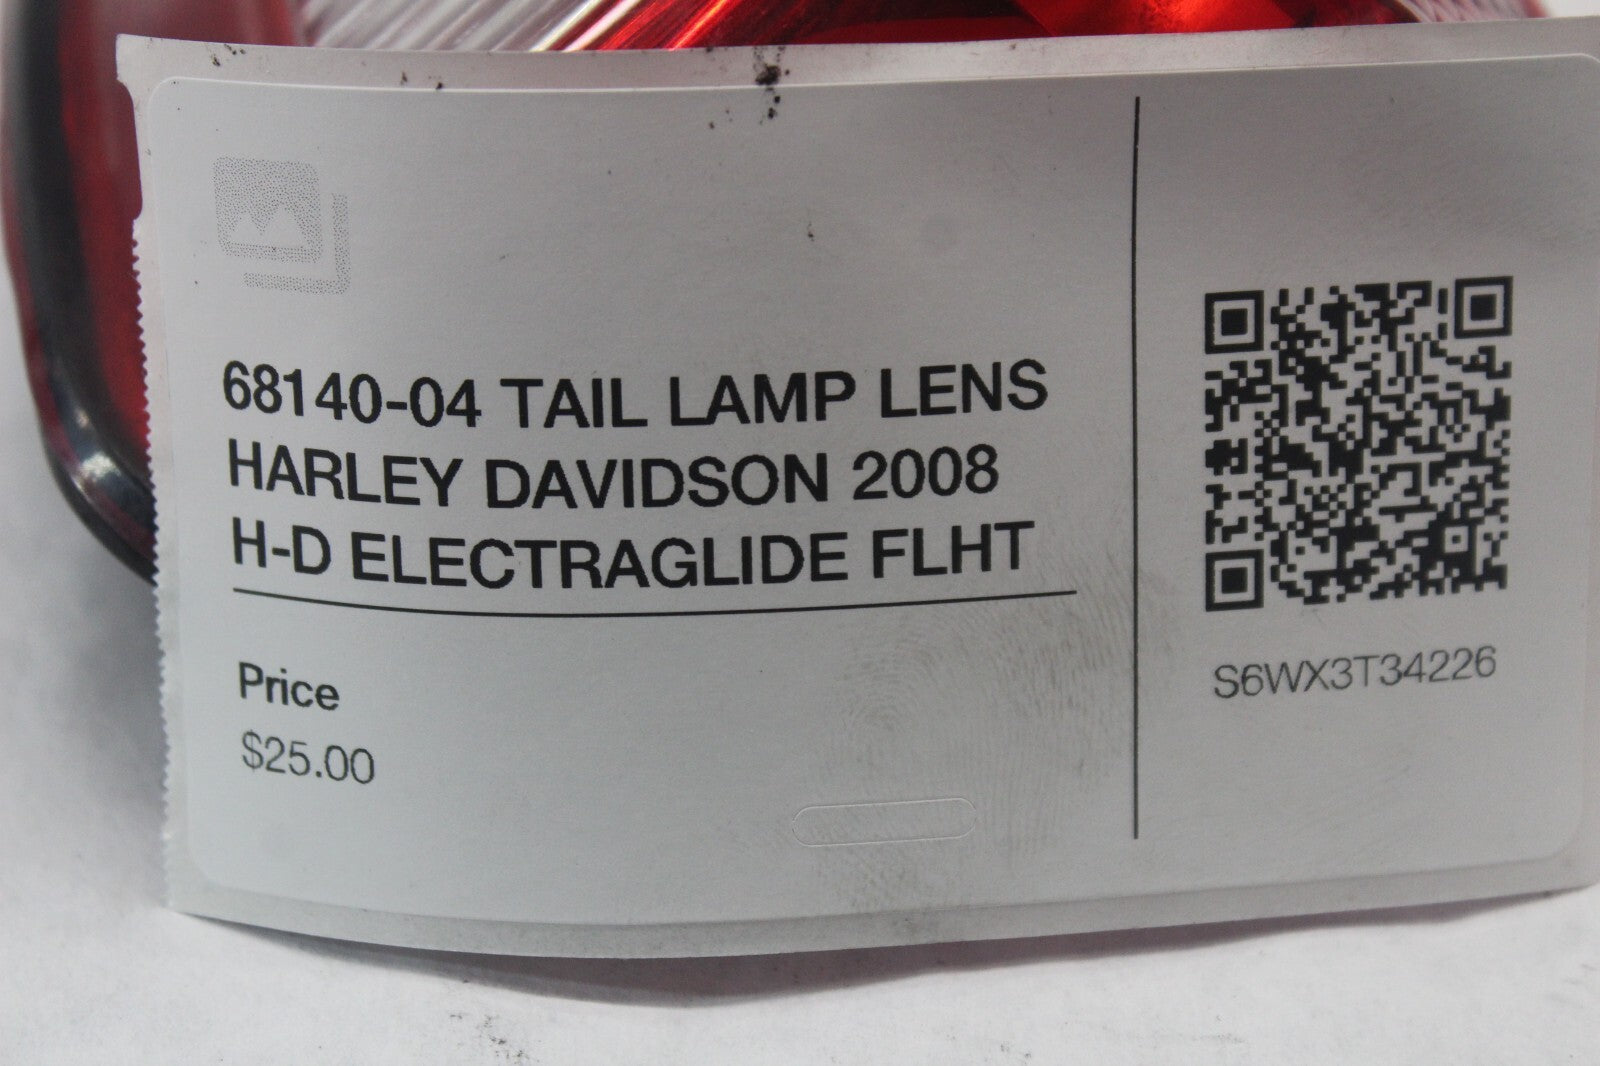 68140-04 TAIL LAMP LENS
HARLEY DAVIDSON 2008
H-D ELECTRAGLIDE FLHT
Price
$25.00
S6WX3T34226